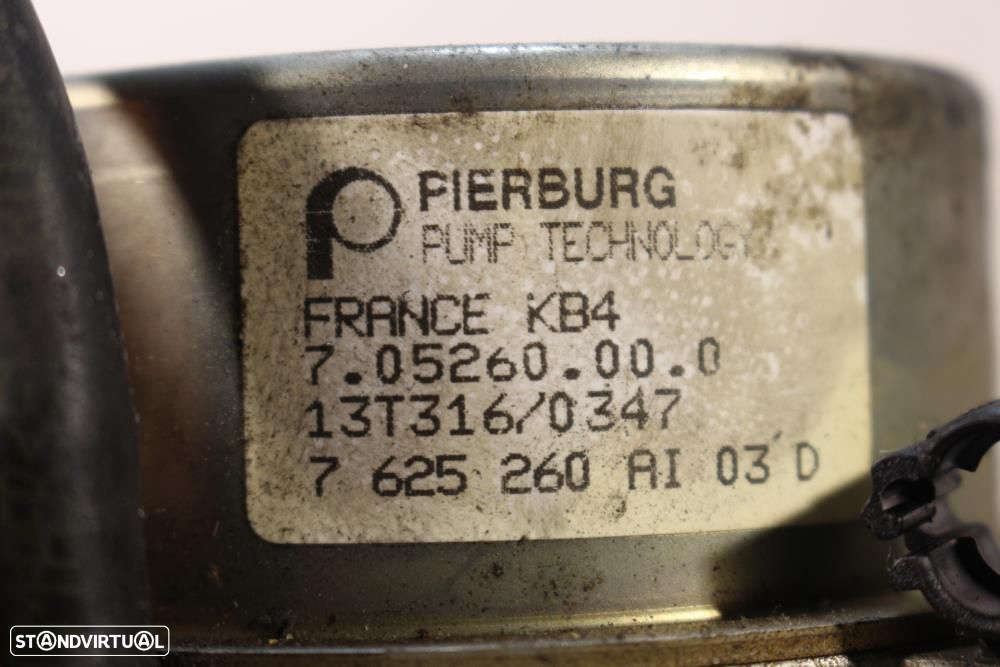 PIERBURG
PUMP TECHNOLOGY
FRANCE KB4
7.05260.00.0
13T316/0347
7 625 260 AI 03 D
STANDVIRTUAL